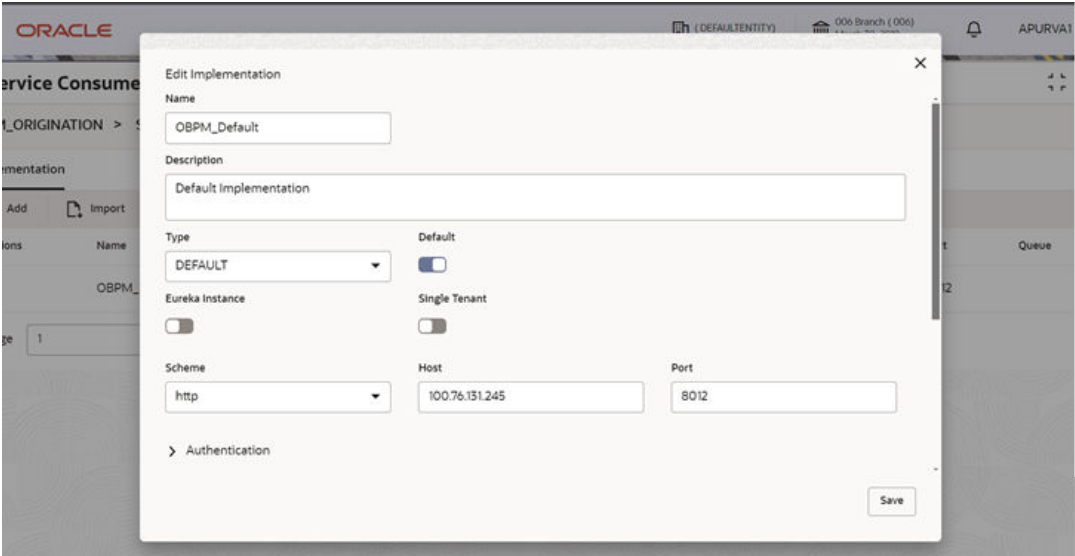 ORACLE
(DEFAULTENTITY)
006 Branch ( 006)
APURVA1
ervice Consume
_ORIGINATION >
Edit Implementation
Name
OBPM_Default
Description
Default Implementation
ementation
Add
Import
Type
Default
DEFAULT
ions
Name
Queue
Eureka Instance
Single Tenant
OBPM_
12
ge
1
Scheme
Host
Port
http
100.76.131.245
8012
Authentication
Save